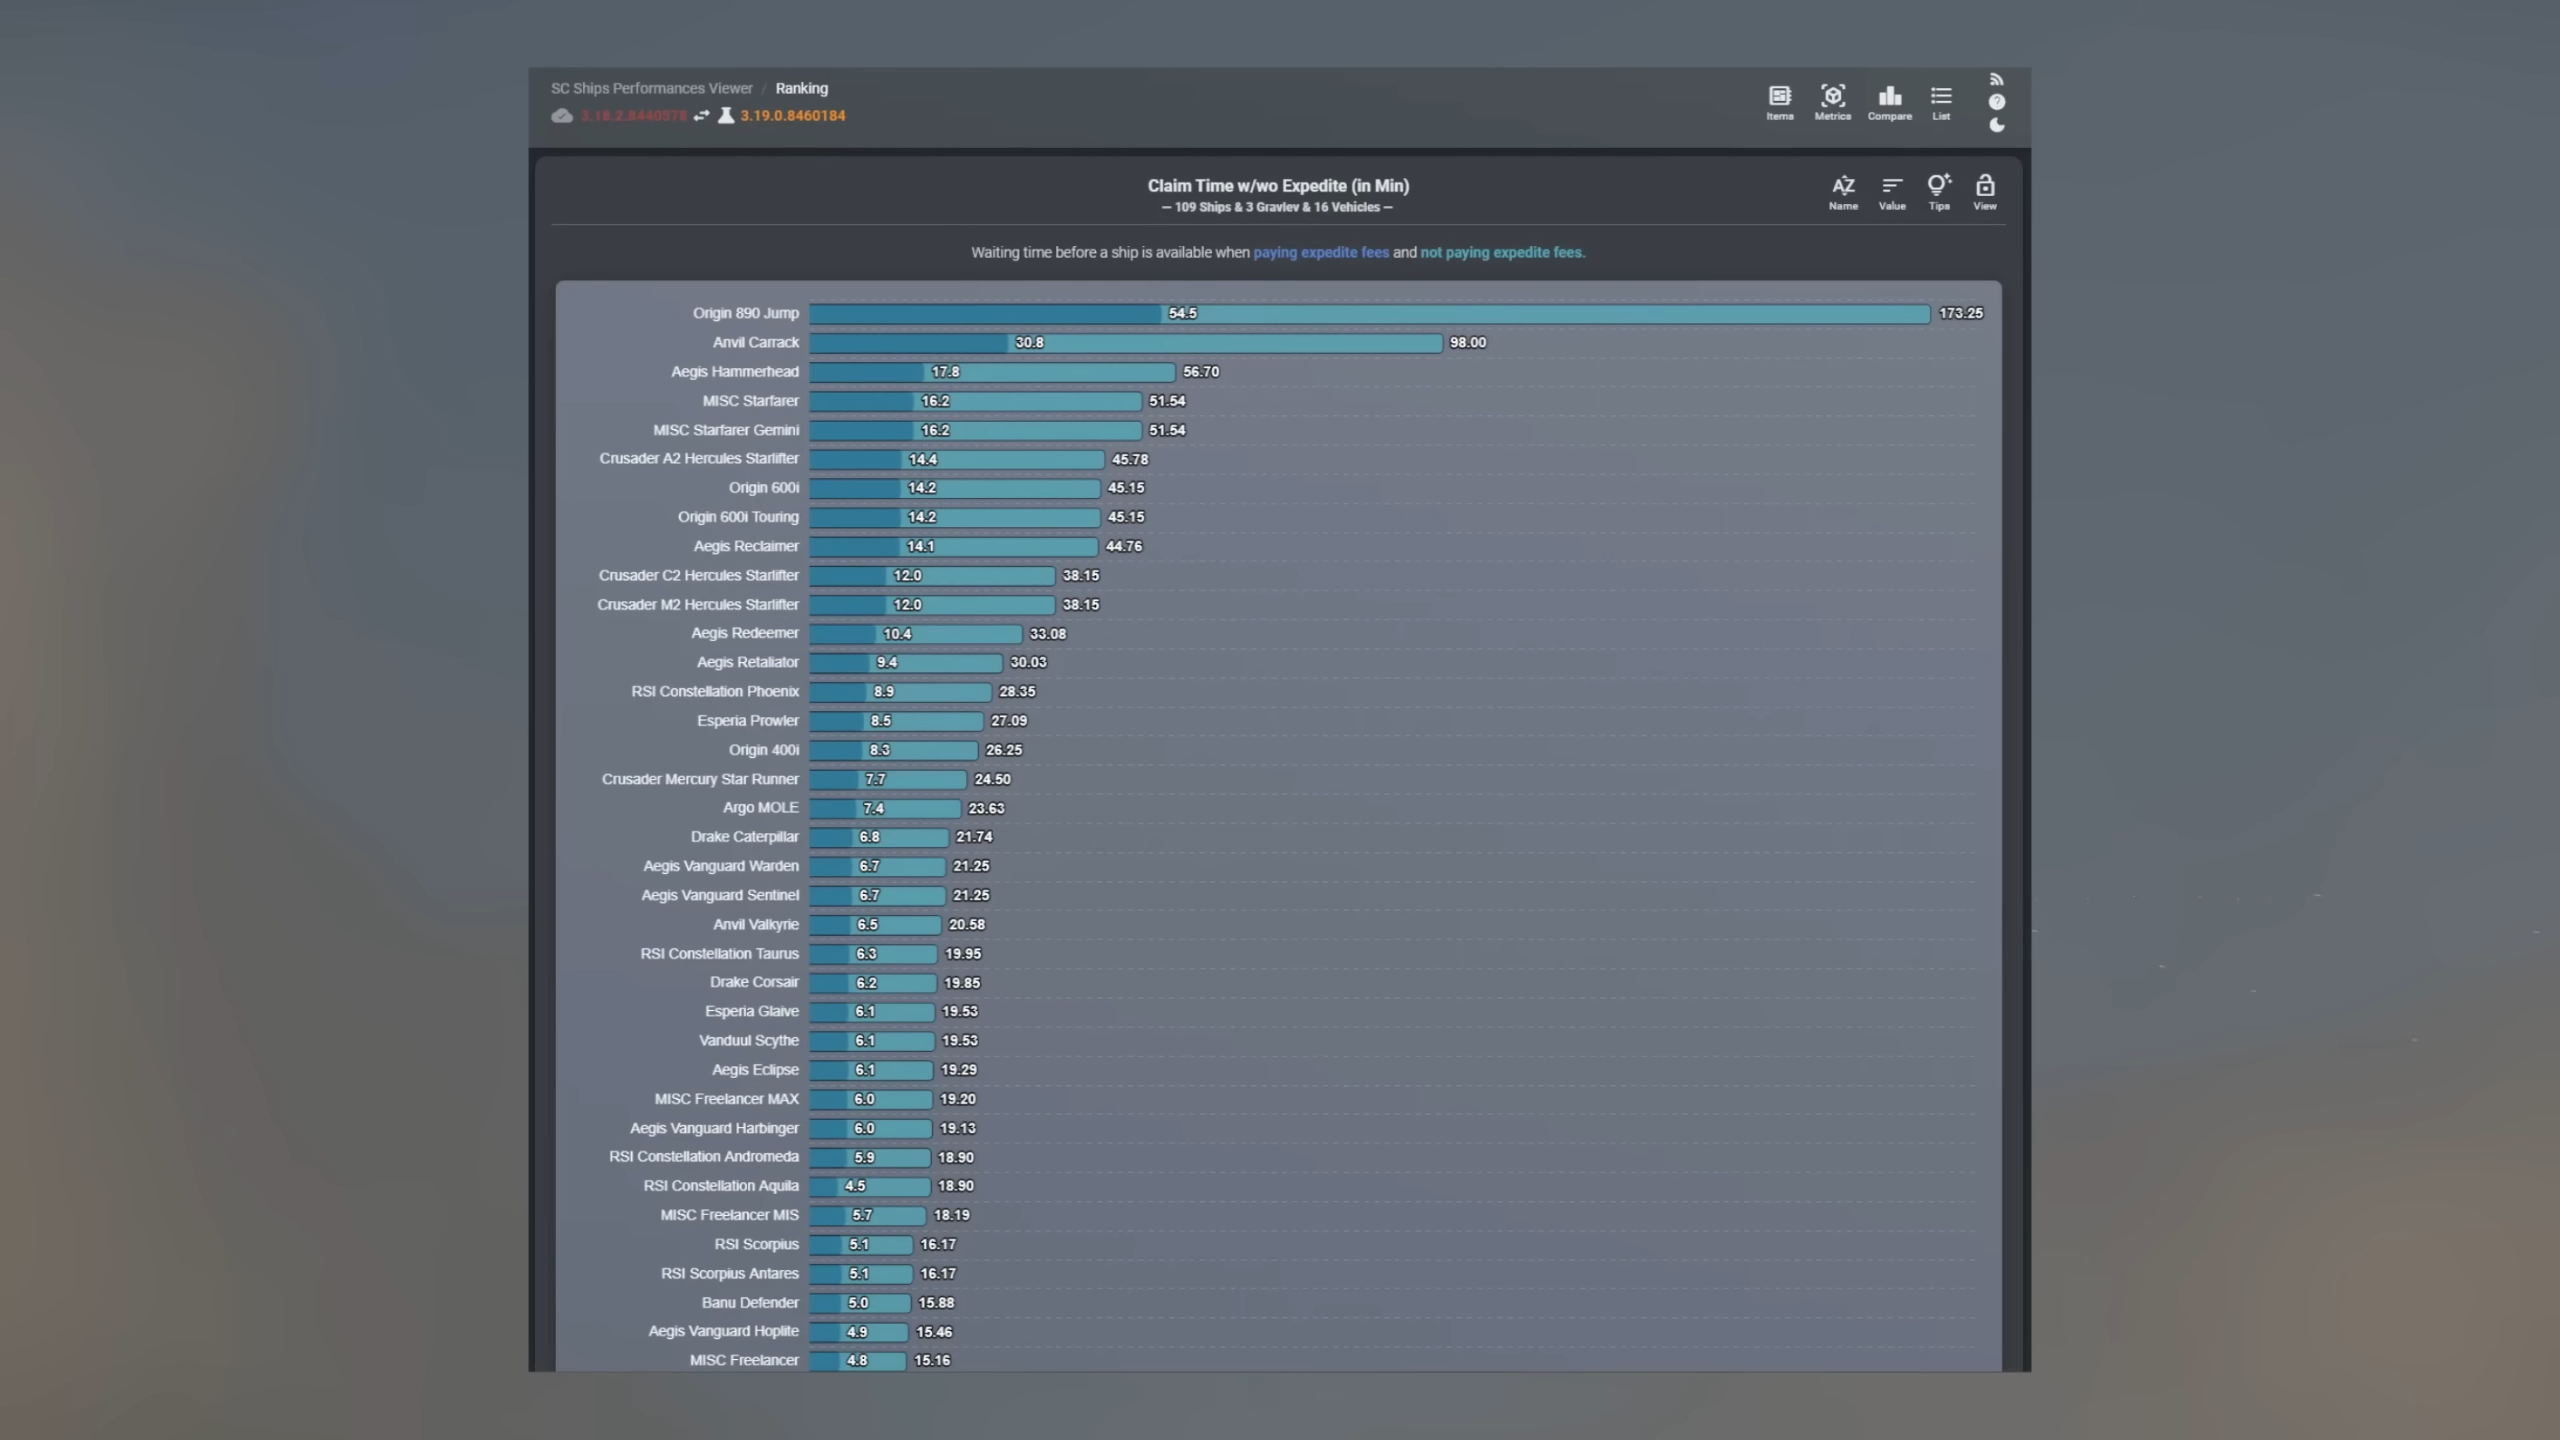 SC Ships Performances Viewer / Ranking
3.18.2.8440578 3.19.0.8460184
Items Metrics Compare List
Claim Time w/wo Expedite (in Min)
— 109 Ships & 3 Gravlev & 16 Vehicles —
Name Value Tips View
Waiting time before a ship is available when paying expedite fees and not paying expedite fees.
Origin 890 Jump 54.5 173.25
Anvil Carrack 30.8 98.00
Aegis Hammerhead 17.8 56.70
MISC Starfarer 16.2 51.54
MISC Starfarer Gemini 16.2 51.54
Crusader A2 Hercules Starlifter 14.4 45.78
Origin 600i 14.2 45.15
Origin 600i Touring 14.2 45.15
Aegis Reclaimer 14.1 44.76
Crusader C2 Hercules Starlifter 12.0 38.15
Crusader M2 Hercules Starlifter 12.0 38.15
Aegis Redeemer 10.4 33.08
Aegis Retaliator 9.4 30.03
RSI Constellation Phoenix 8.9 28.35
Esperia Prowler 8.5 27.09
Origin 400i 8.3 26.25
Crusader Mercury Star Runner 7.7 24.50
Argo MOLE 7.4 23.63
Drake Caterpillar 6.8 21.74
Aegis Vanguard Warden 6.7 21.25
Aegis Vanguard Sentinel 6.7 21.25
Anvil Valkyrie 6.5 20.58
RSI Constellation Taurus 6.3 19.95
Drake Corsair 6.2 19.85
Esperia Glaive 6.1 19.53
Vanduul Scythe 6.1 19.53
Aegis Eclipse 6.1 19.29
MISC Freelancer MAX 6.0 19.20
Aegis Vanguard Harbinger 6.0 19.13
RSI Constellation Andromeda 5.9 18.90
RSI Constellation Aquila 4.5 18.90
MISC Freelancer MIS 5.7 18.19
RSI Scorpius 5.1 16.17
RSI Scorpius Antares 5.1 16.17
Banu Defender 5.0 15.88
Aegis Vanguard Hoplite 4.9 15.46
MISC Freelancer 4.8 15.16